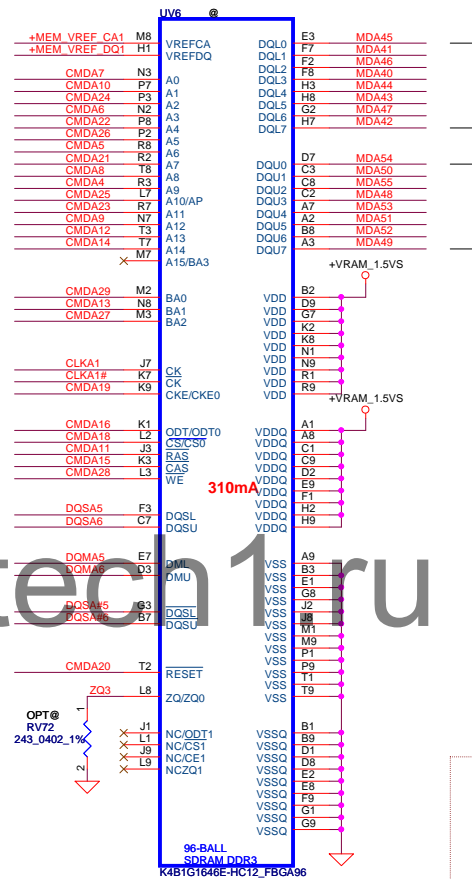 UV6 @
+MEM_VREF_CA1 M8 VREFCA
+MEM_VREF_DQ1 H1 VREFDQ
CMDA7 N3 A0
CMDA10 P7 A1
CMDA24 P3 A2
CMDA6 N2 A3
CMDA22 P8 A4
CMDA26 P2 A5
CMDA5 R8 A6
CMDA21 R2 A7
CMDA8 T8 A8
CMDA4 R3 A9
CMDA25 L7 A10/AP
CMDA23 R7 A11
CMDA9 N7 A12
CMDA12 T3 A13
CMDA14 T7 A14
M7 A15/BA3
CMDA29 M2 BA0
CMDA13 N8 BA1
CMDA27 M3 BA2
CLKA1 J7 CK
CLKA1# K7 CK
CMDA19 K9 CKE/CKE0
CMDA16 K1 ODT/ODT0
CMDA18 L2 CS/CS0
CMDA11 J3 RAS
CMDA15 K3 CAS
CMDA28 L3 WE
DQSA5 F3 DQSL
DQSA6 C7 DQSU
DQMA5 E7 DML
DQMA6 D3 DMU
DQSA#5 G3 DQSL
DQSA#6 B7 DQSU
CMDA20 T2 RESET
ZQ3 L8 ZQ/ZQ0
1
OPT@
RV72
243_0402_1%
2
J1 NC/ODT1
L1 NC/CS1
J9 NC/CE1
L9 NCZQ1
DQL0 E3 MDA45
DQL1 F7 MDA41
DQL2 F2 MDA46
DQL3 F8 MDA40
DQL4 H3 MDA44
DQL5 H8 MDA43
DQL6 G2 MDA47
DQL7 H7 MDA42
DQU0 D7 MDA54
DQU1 C3 MDA50
DQU2 C8 MDA55
DQU3 C2 MDA48
DQU4 A7 MDA53
DQU5 A2 MDA51
DQU6 B8 MDA52
DQU7 A3 MDA49
+VRAM_1.5VS
VDD B2
VDD D9
VDD G7
VDD K2
VDD K8
VDD N1
VDD N9
VDD R1
VDD R9
+VRAM_1.5VS
VDDQ A1
VDDQ A8
VDDQ C1
VDDQ C9
VDDQ D2
VDDQ E9
VDDQ F1
VDDQ H2
VDDQ H9
310mA
VSS A9
VSS B3
VSS E1
VSS G8
VSS J2
VSS J8
VSS M1
VSS M9
VSS P1
VSS P9
VSS T1
VSS T9
VSSQ B1
VSSQ B9
VSSQ D1
VSSQ D8
VSSQ E2
VSSQ E8
VSSQ F9
VSSQ G1
VSSQ G9
96-BALL
SDRAM DDR3
K4B1G1646E-HC12_FBGA96
tech1.ru